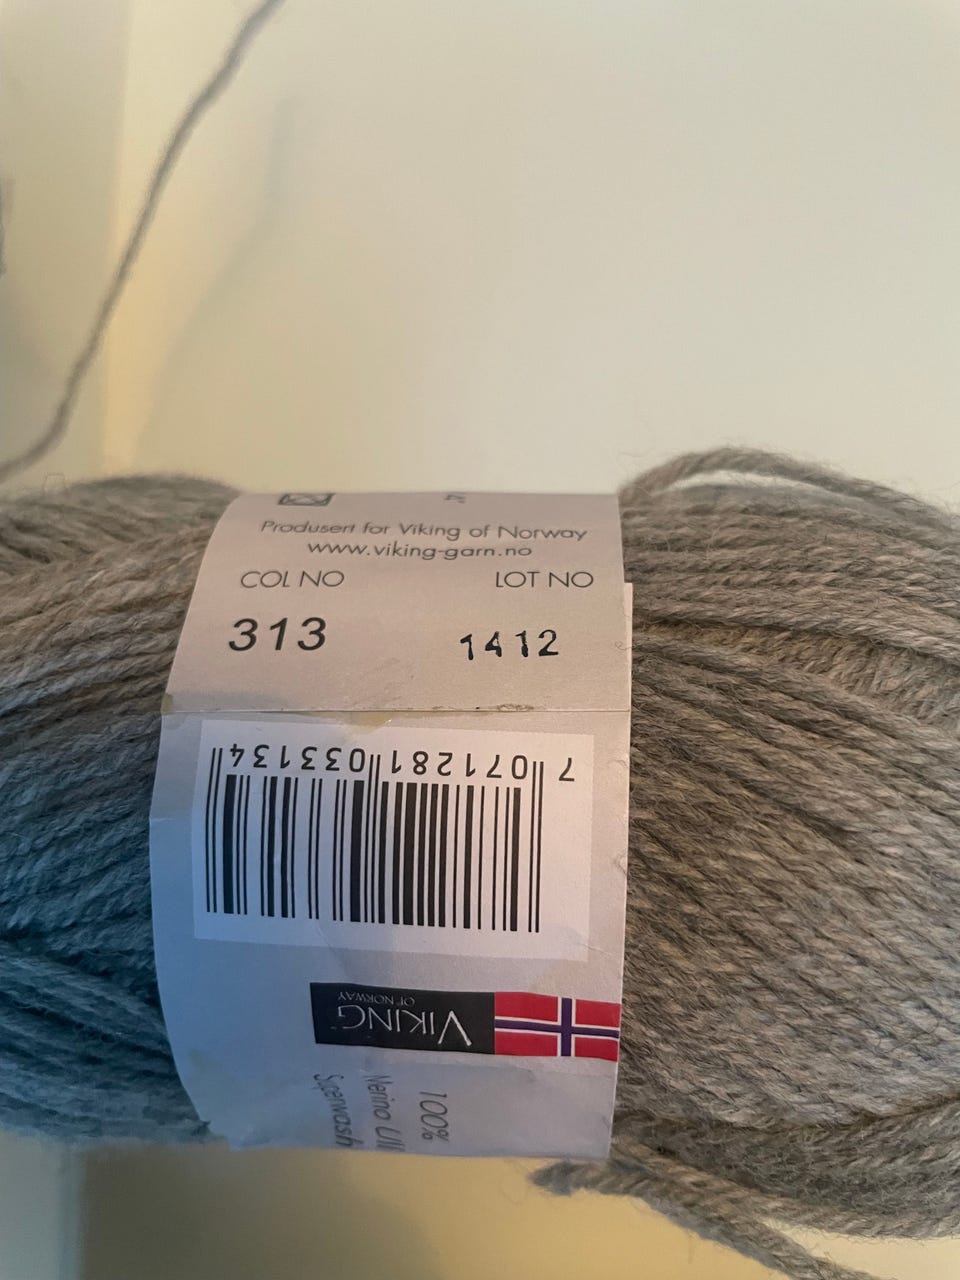 Produsert for Viking of Norway
www.viking-garn.no
COL NO LOT NO
313 1412
7 071281 033134
VIKING
OF NORWAY
100%
Merino Ull
Superwash